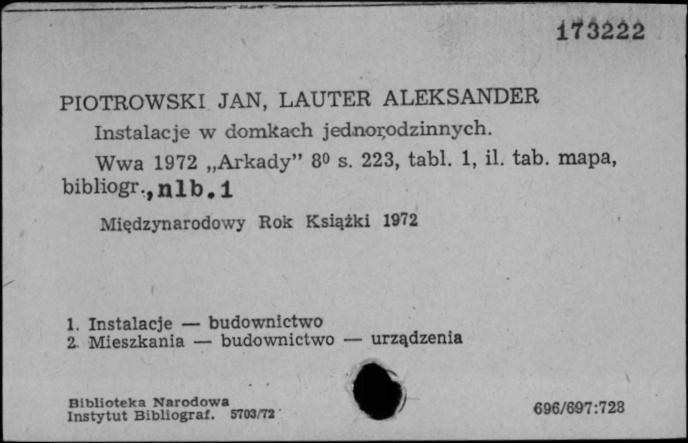 173222
PIOTROWSKI JAN, LAUTER ALEKSANDER
Instalacje w domkach jednorodzinnych.
Wwa 1972 „Arkady” 8⁰ s. 223, tabl. 1, il. tab. mapa,
bibliogr., nlb. 1
Międzynarodowy Rok Książki 1972
1. Instalacje — budownictwo
2. Mieszkania — budownictwo — urządzenia
Biblioteka Narodowa
Instytut Bibliograf. 5703/72
696/697:728